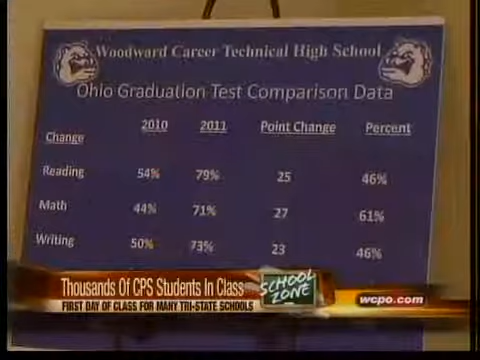 Woodward Career Technical High School
Ohio Graduation Test Comparison Data
Change 2010 2011 Point Change Percent
Reading 54% 79% 25 46%
Math 44% 71% 27 61%
Writing 50% 73% 23 46%
Thousands Of CPS Students In Class
FIRST DAY OF CLASS FOR MANY TRI-STATE SCHOOLS
SCHOOL
ZONE
wcpo.com